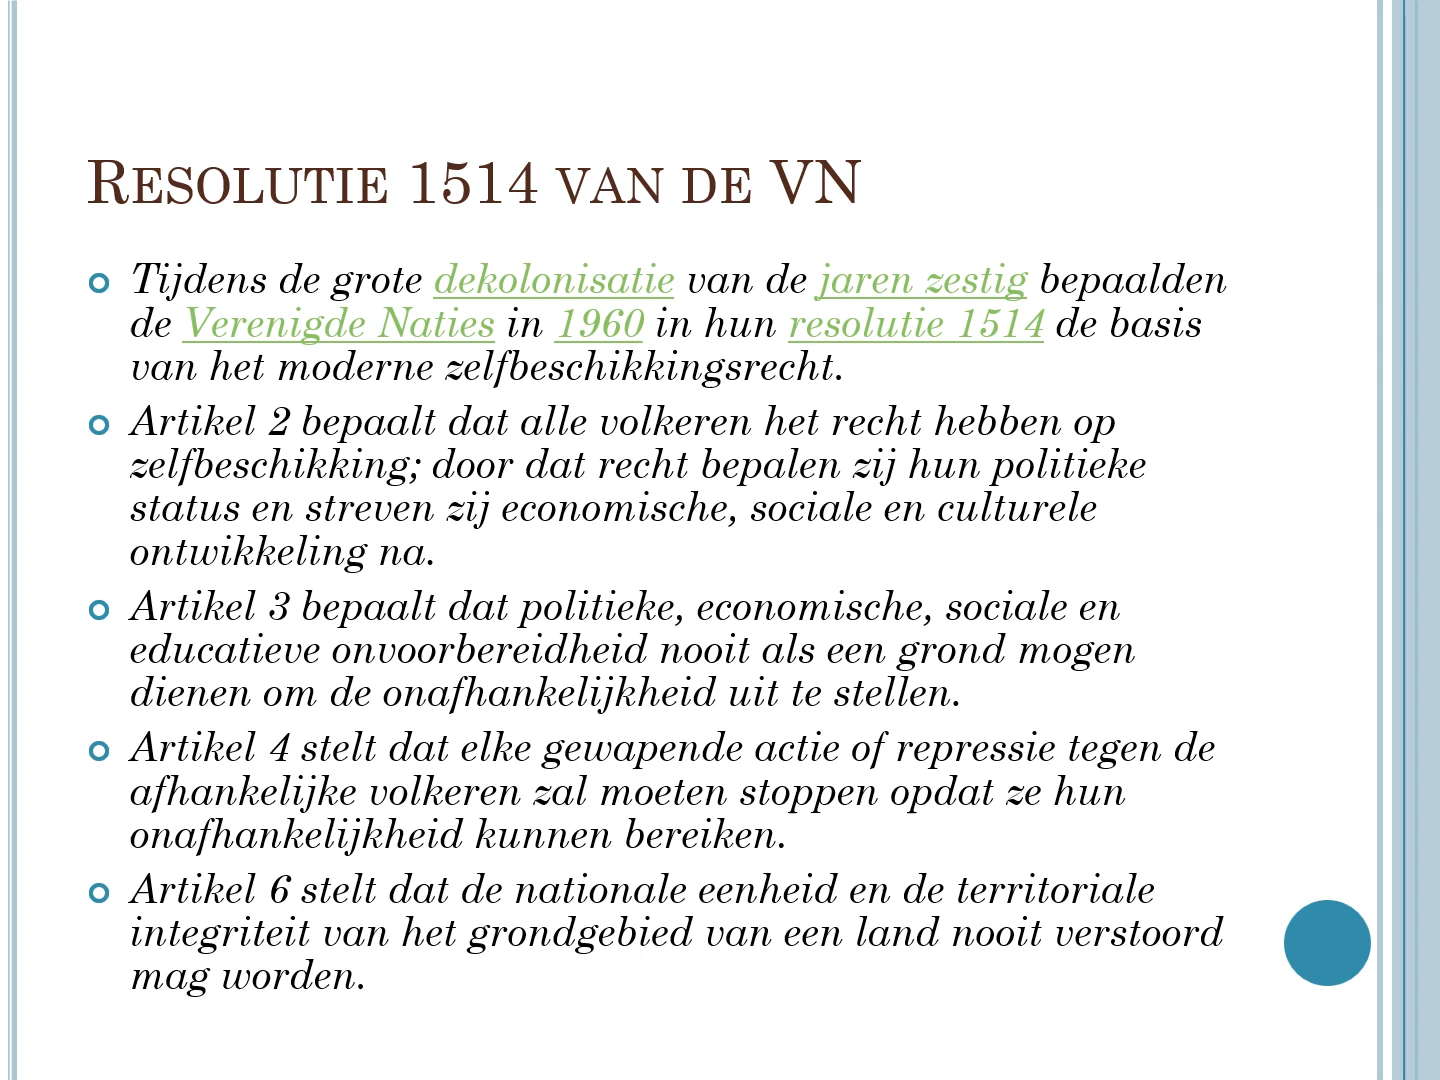 Resolutie 1514 van de VN
Tijdens de grote dekolonisatie van de jaren zestig bepaalden
de Verenigde Naties in 1960 in hun resolutie 1514 de basis
van het moderne zelfbeschikkingsrecht.
Artikel 2 bepaalt dat alle volkeren het recht hebben op
zelfbeschikking; door dat recht bepalen zij hun politieke
status en streven zij economische, sociale en culturele
ontwikkeling na.
Artikel 3 bepaalt dat politieke, economische, sociale en
educatieve onvoorbereidheid nooit als een grond mogen
dienen om de onafhankelijkheid uit te stellen.
Artikel 4 stelt dat elke gewapende actie of repressie tegen de
afhankelijke volkeren zal moeten stoppen opdat ze hun
onafhankelijkheid kunnen bereiken.
Artikel 6 stelt dat de nationale eenheid en de territoriale
integriteit van het grondgebied van een land nooit verstoord
mag worden.